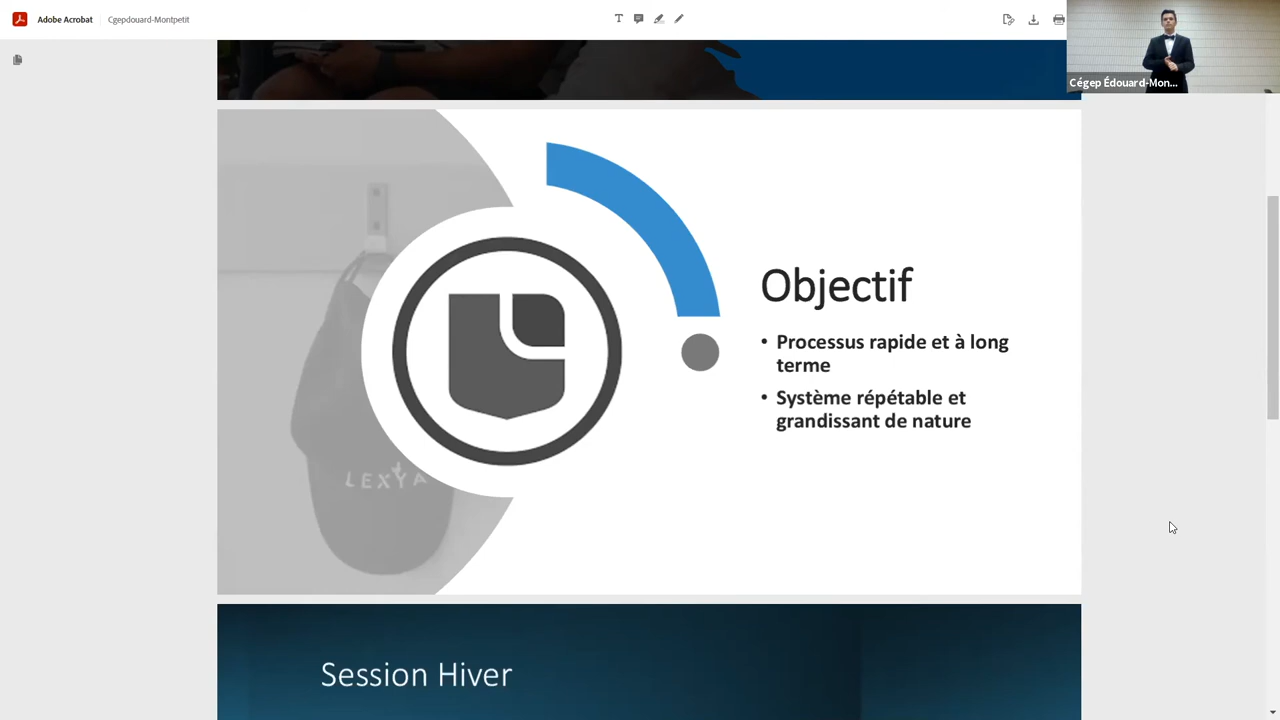 Adobe Acrobat
Cgepdouard-Montpetit
Cégep Édouard-Mon...
Objectif
• Processus rapide et à long
terme
• Système répétable et
grandissant de nature
LEXYA
Session Hiver